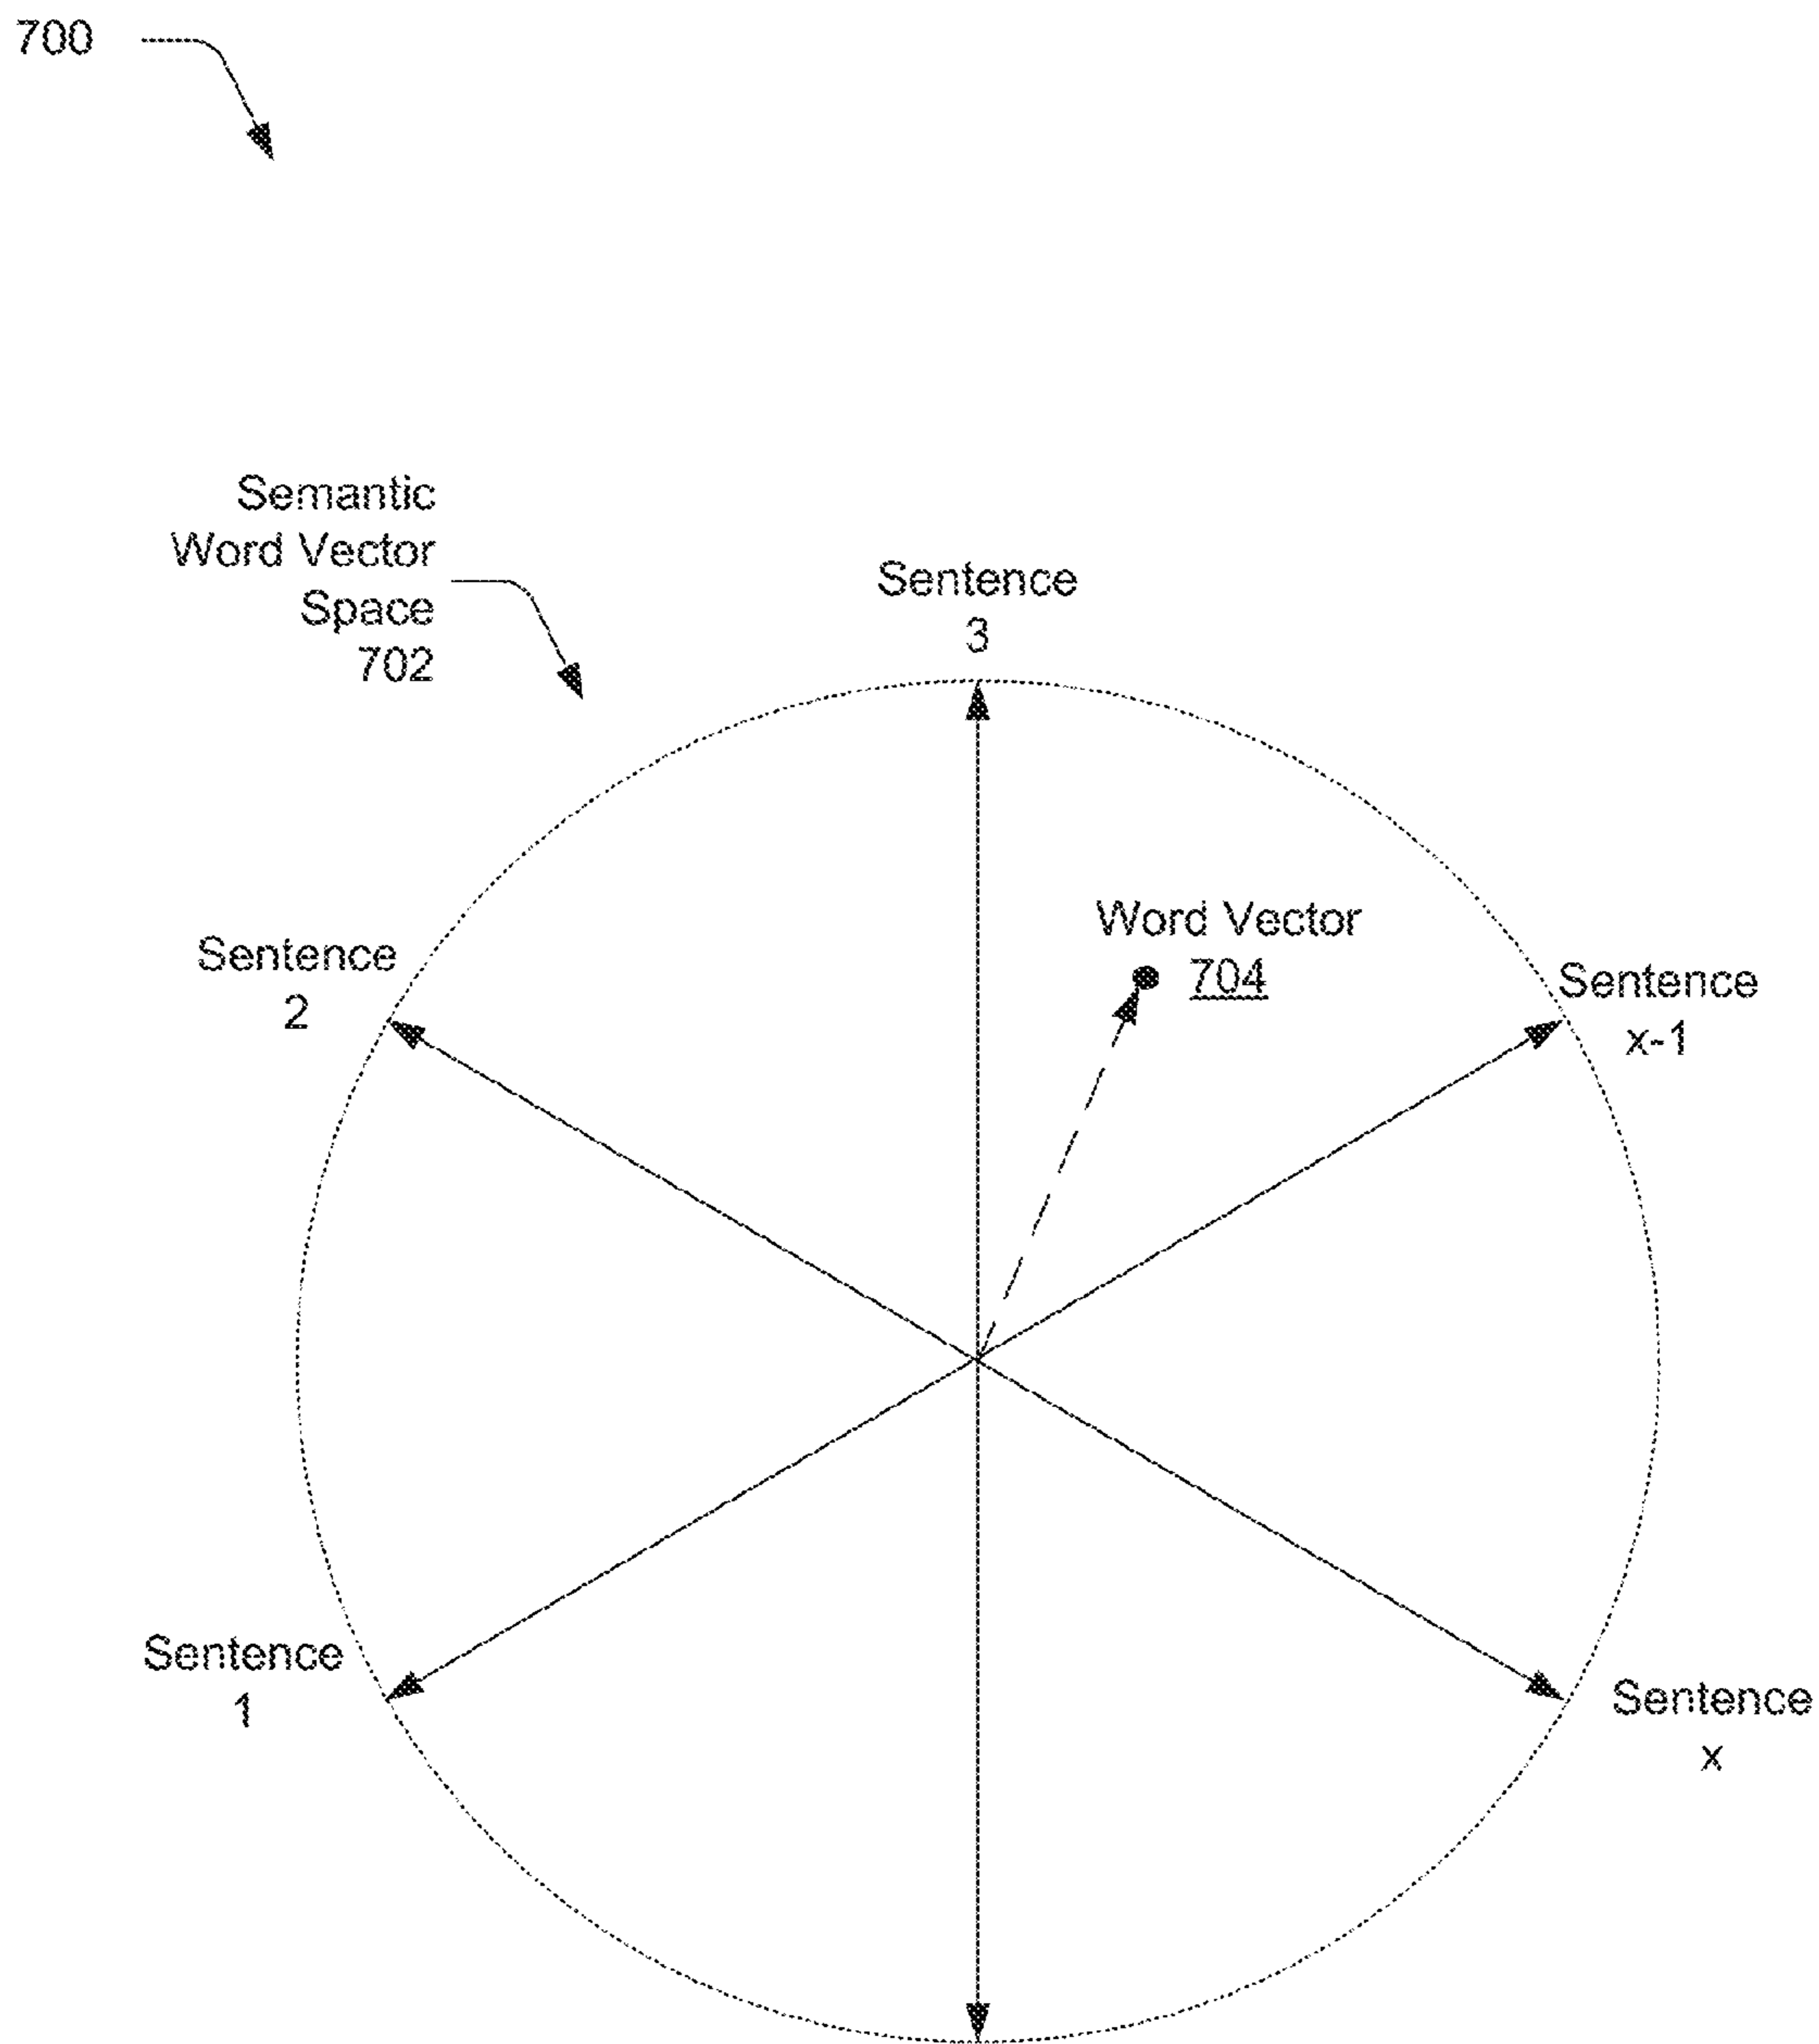 700
Semantic
Word Vector
Space
702
Sentence
3
Word Vector
704
Sentence
2
Sentence
x-1
Sentence
1
Sentence
x